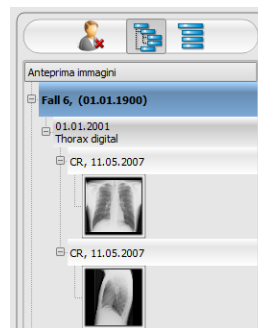 Anteprima immagini
Fall 6, (01.01.1900)
01.01.2001
Thorax digital
CR, 11.05.2007
CR, 11.05.2007